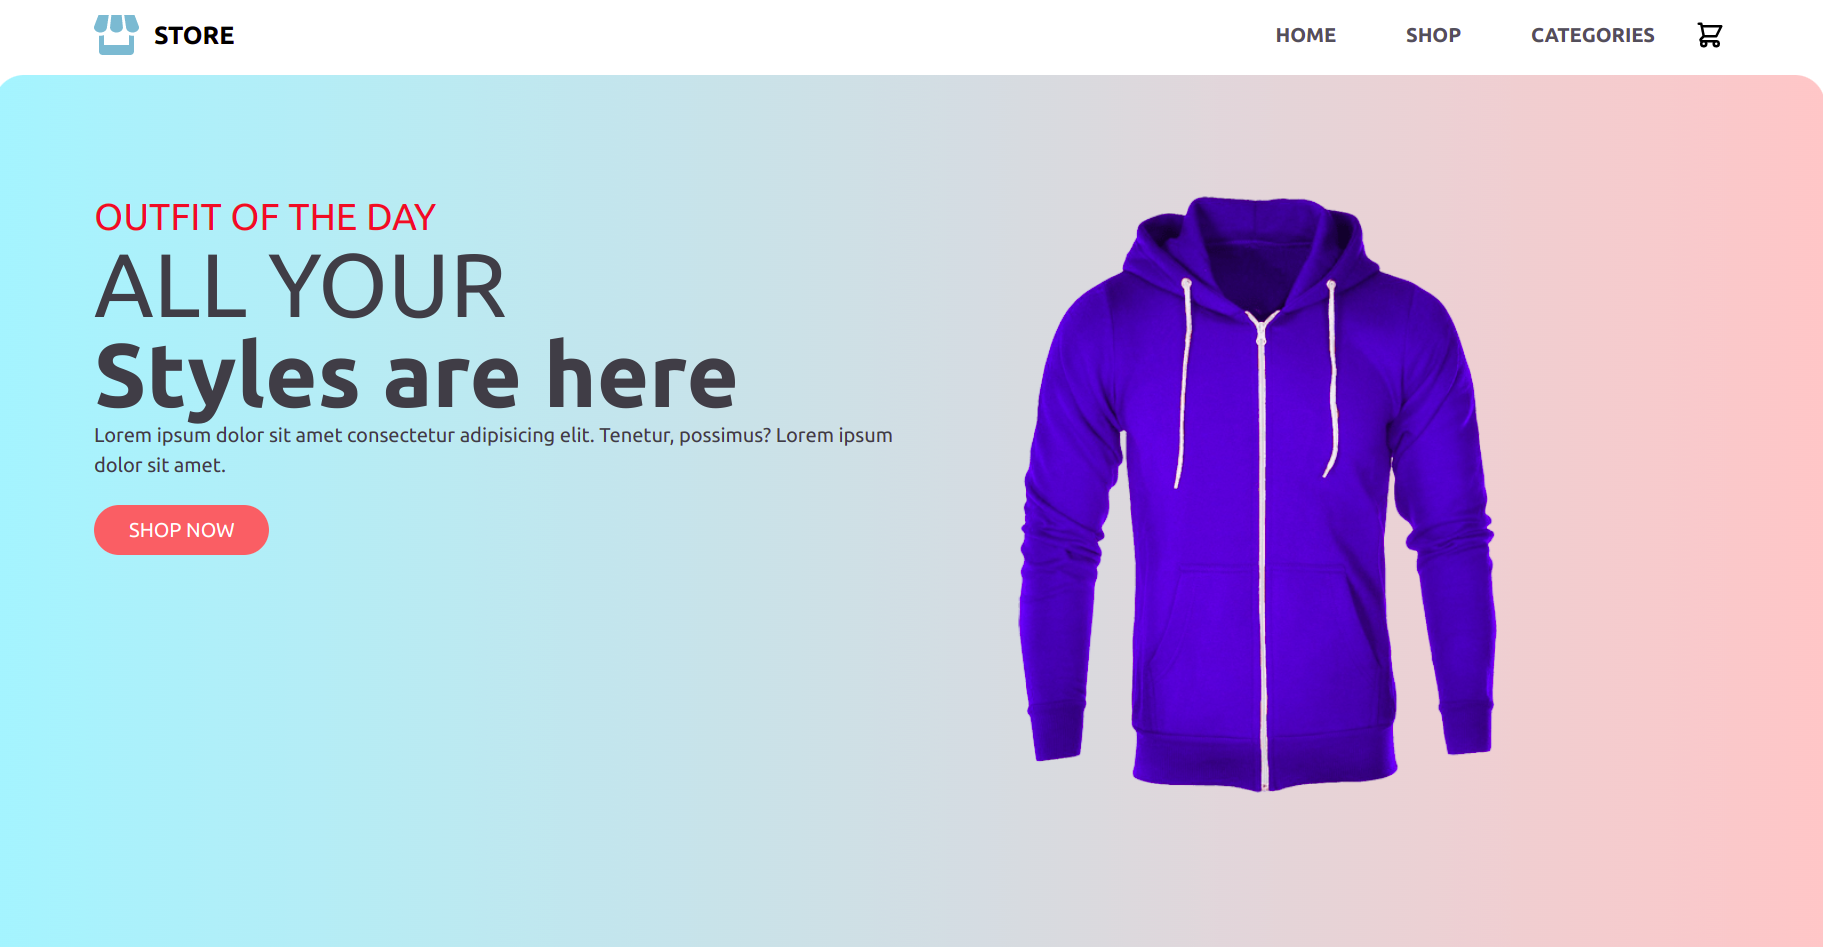 STORE
HOME
SHOP
CATEGORIES
OUTFIT OF THE DAY
ALL YOUR
Styles are here
Lorem ipsum dolor sit amet consectetur adipisicing elit. Tenetur, possimus? Lorem ipsum
dolor sit amet.
SHOP NOW